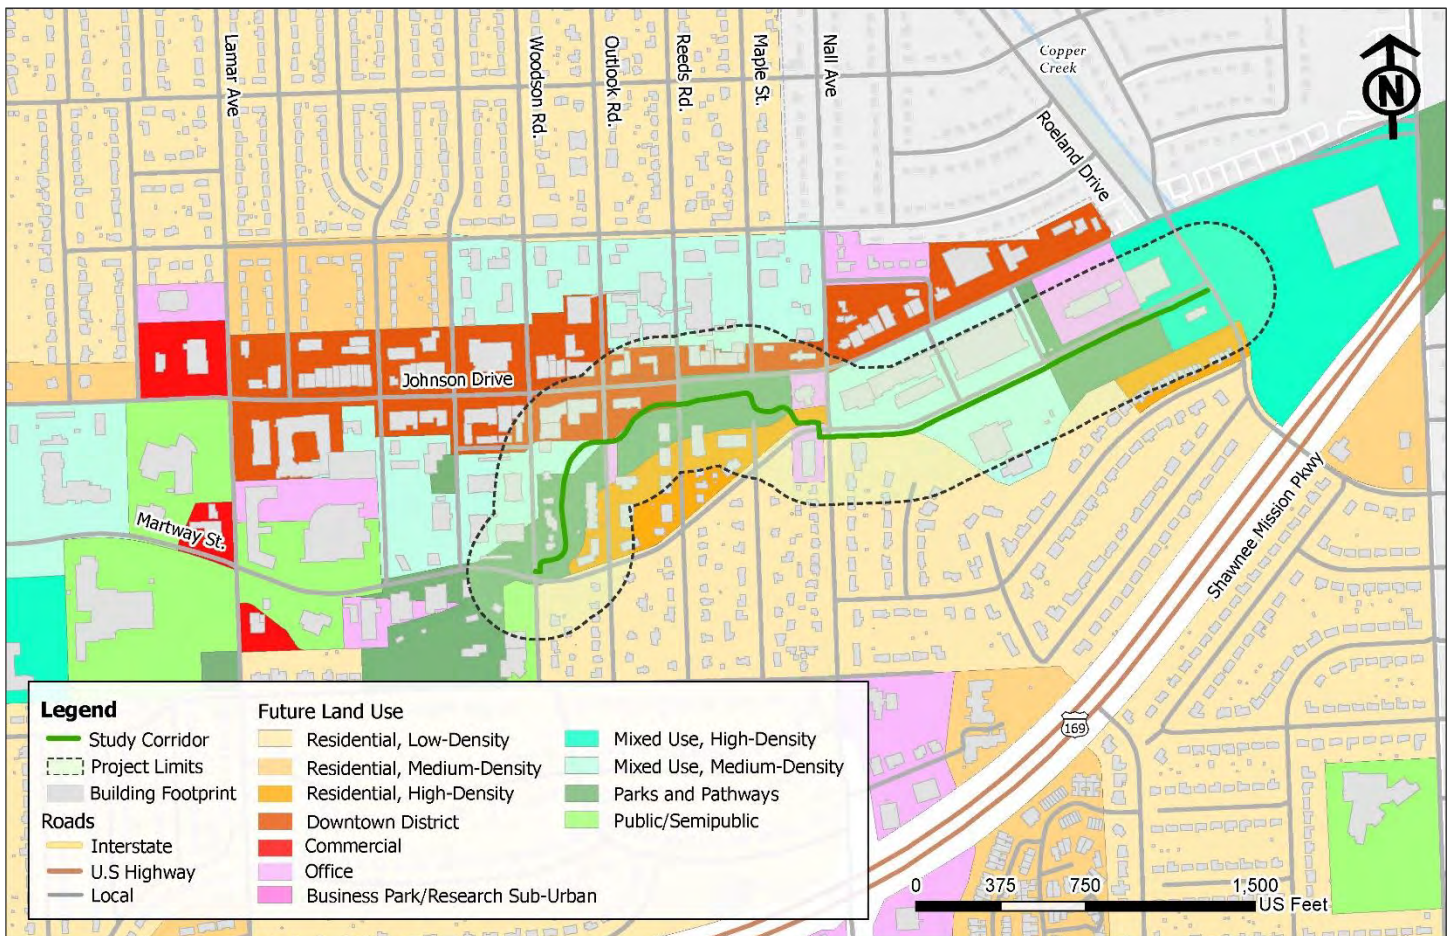 Lamar Ave
Woodson Rd.
Outlook Rd.
Reeds Rd.
Maple St.
Nall Ave
Copper
Creek
N
Roeland Drive
Johnson Drive
Martway St.
Shawnee Mission Pkwy
169
Legend
Study Corridor
Project Limits
Building Footprint
Roads
Interstate
U.S Highway
Local
Future Land Use
Residential, Low-Density
Residential, Medium-Density
Residential, High-Density
Downtown District
Commercial
Office
Business Park/Research Sub-Urban
Mixed Use, High-Density
Mixed Use, Medium-Density
Parks and Pathways
Public/Semipublic
0 375 750 1,500
US Feet